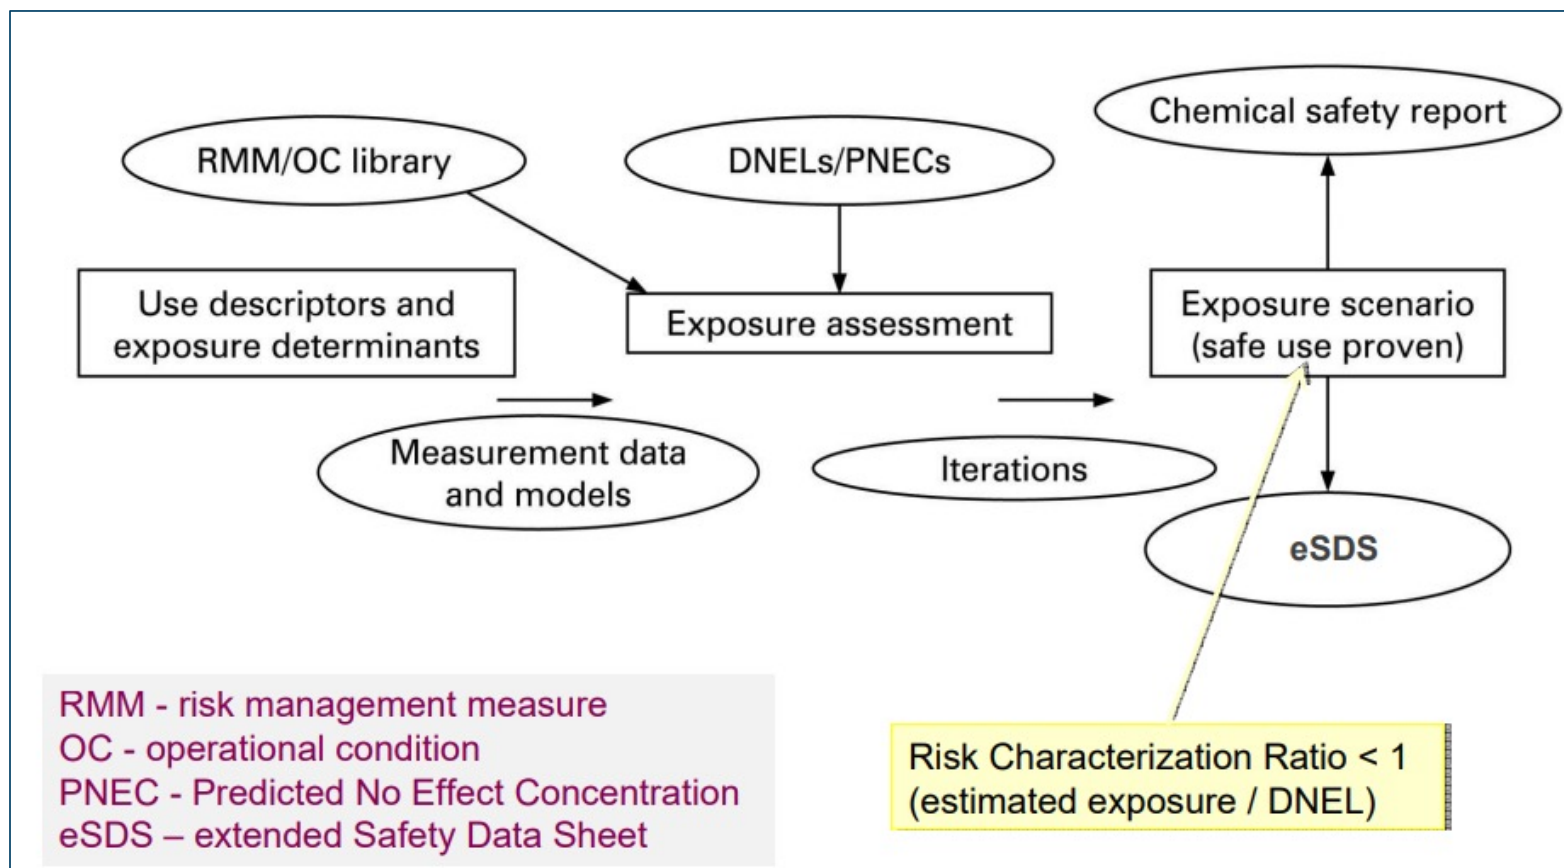 Chemical safety report
RMM/OC library
DNELs/PNECs
Use descriptors and
exposure determinants
Exposure assessment
Exposure scenario
(safe use proven)
Measurement data
and models
Iterations
eSDS
RMM - risk management measure
OC - operational condition
PNEC - Predicted No Effect Concentration
eSDS – extended Safety Data Sheet
Risk Characterization Ratio < 1
(estimated exposure / DNEL)